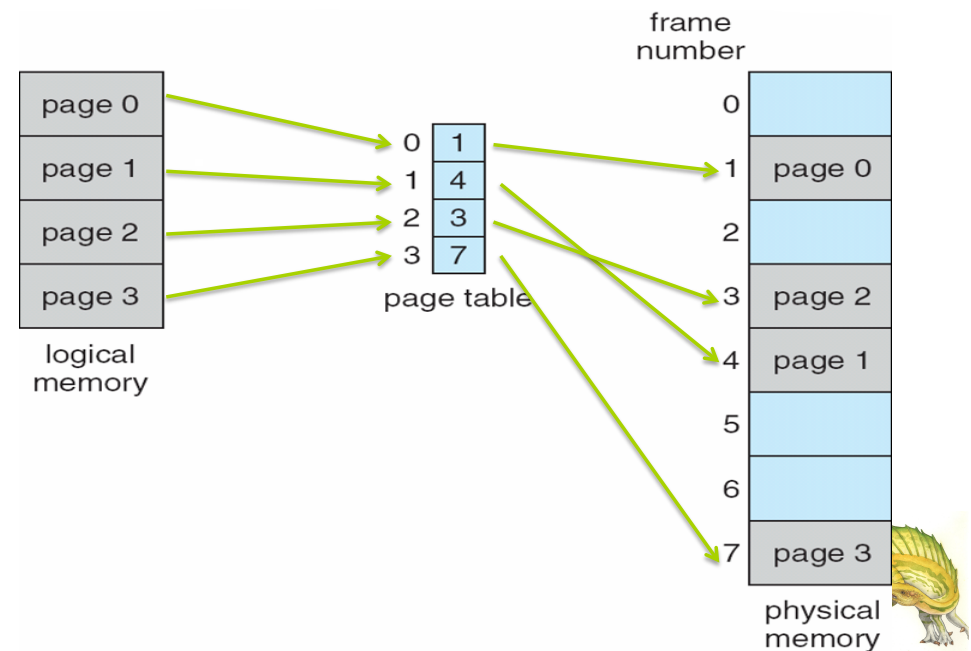 page 0
page 1
page 2
page 3
logical
memory
0 1
1 4
2 3
3 7
page table
frame
number
0
1 page 0
2
3 page 2
4 page 1
5
6
7 page 3
physical
memory